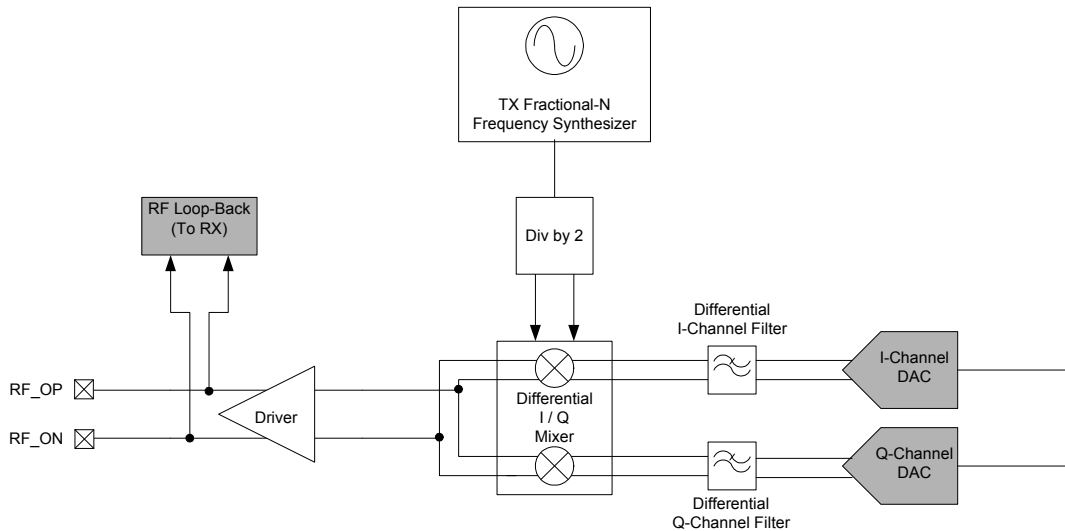 TX Fractional-N
Frequency Synthesizer
RF Loop-Back
(To RX)
Div by 2
Differential
I-Channel Filter
I-Channel
DAC
RF_OP
RF_ON
Driver
Differential
I / Q
Mixer
Q-Channel
DAC
Differential
Q-Channel Filter